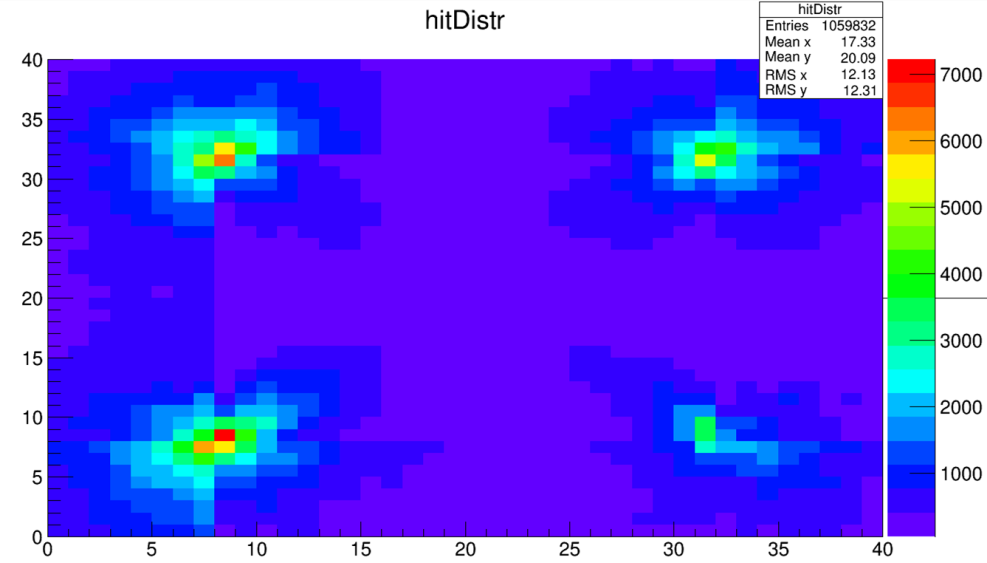 hitDistr
hitDistr
Entries 1059832
Mean x 17.33
Mean y 20.09
RMS x 12.13
RMS y 12.31
40
35
30
25
20
15
10
5
0
0 5 10 15 20 25 30 35 40
7000
6000
5000
4000
3000
2000
1000